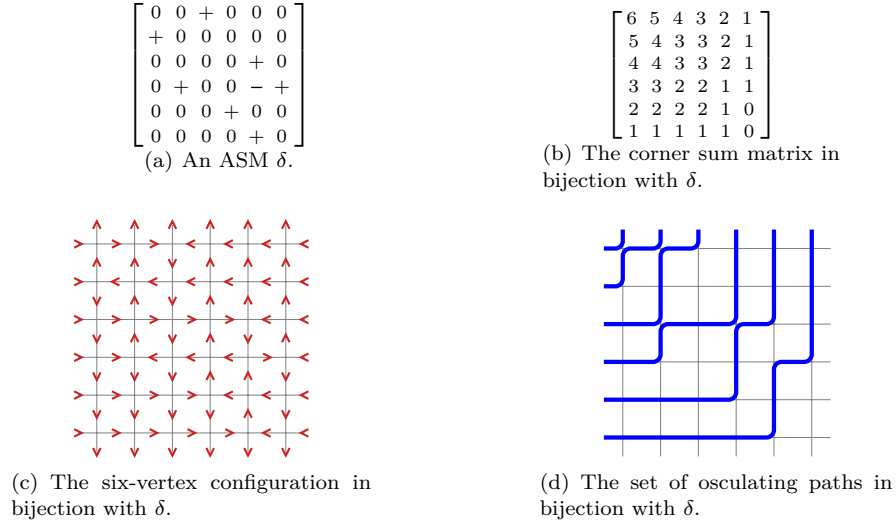 0 0 + 0 0 0
+ 0 0 0 0 0
0 0 0 0 + 0
0 + 0 0 − +
0 0 0 + 0 0
0 0 0 0 + 0
(a) An ASM δ.
6 5 4 3 2 1
5 4 3 3 2 1
4 4 3 3 2 1
3 3 2 2 1 1
2 2 2 2 1 0
1 1 1 1 1 0
(b) The corner sum matrix in
bijection with δ.
(c) The six-vertex configuration in
bijection with δ.
(d) The set of osculating paths in
bijection with δ.